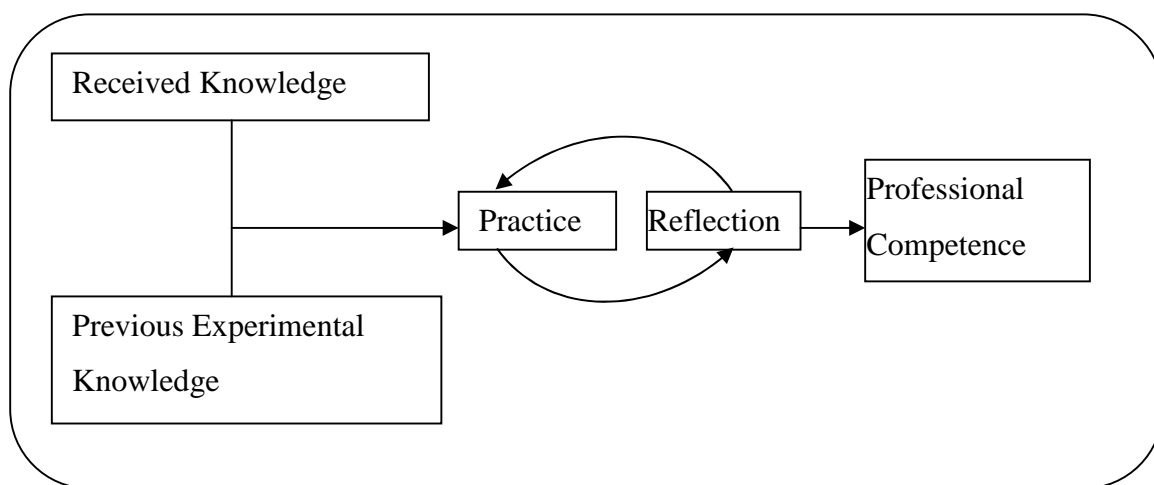 Received Knowledge
Practice
Reflection
Professional
Competence
Previous Experimental
Knowledge